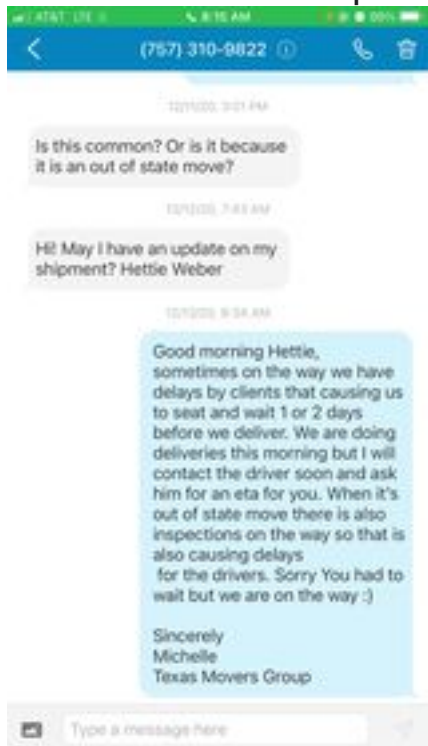 AT&T LTE
8:15 AM
(757) 310-9822
Is this common? Or is it because
it is an out of state move?
Hi! May I have an update on my
shipment? Hettie Weber
Good morning Hettie,
sometimes on the way we have
delays by clients that causing us
to seat and wait 1 or 2 days
before we deliver. We are doing
deliveries this morning but I will
contact the driver soon and ask
him for an eta for you. When it's
out of state move there is also
inspections on the way so that is
also causing delays
for the drivers. Sorry You had to
wait but we are on the way :)
Sincerely
Michelle
Texas Movers Group
Type a message here